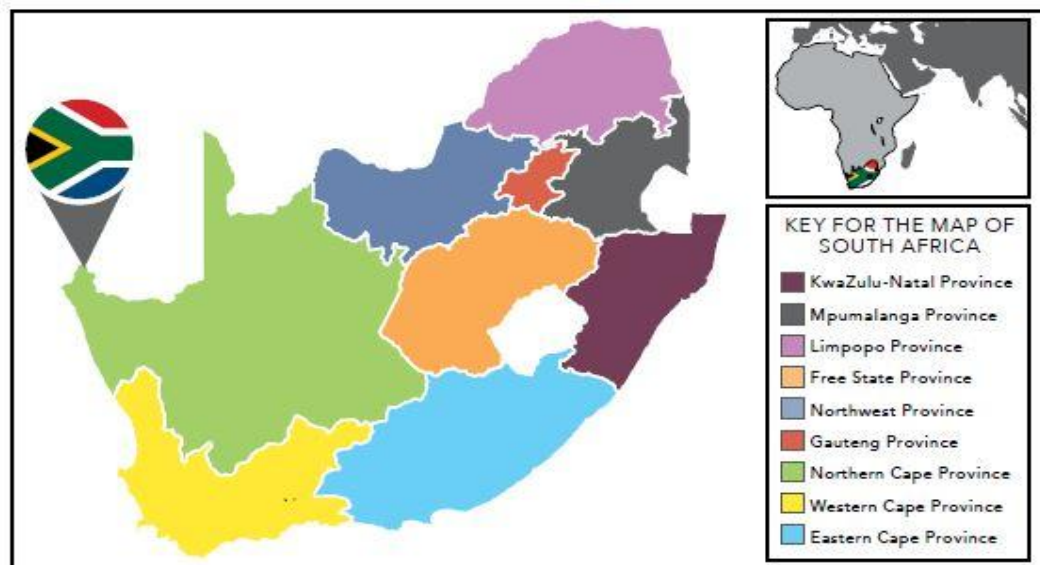 KEY FOR THE MAP OF
SOUTH AFRICA
KwaZulu-Natal Province
Mpumalanga Province
Limpopo Province
Free State Province
Northwest Province
Gauteng Province
Northern Cape Province
Western Cape Province
Eastern Cape Province